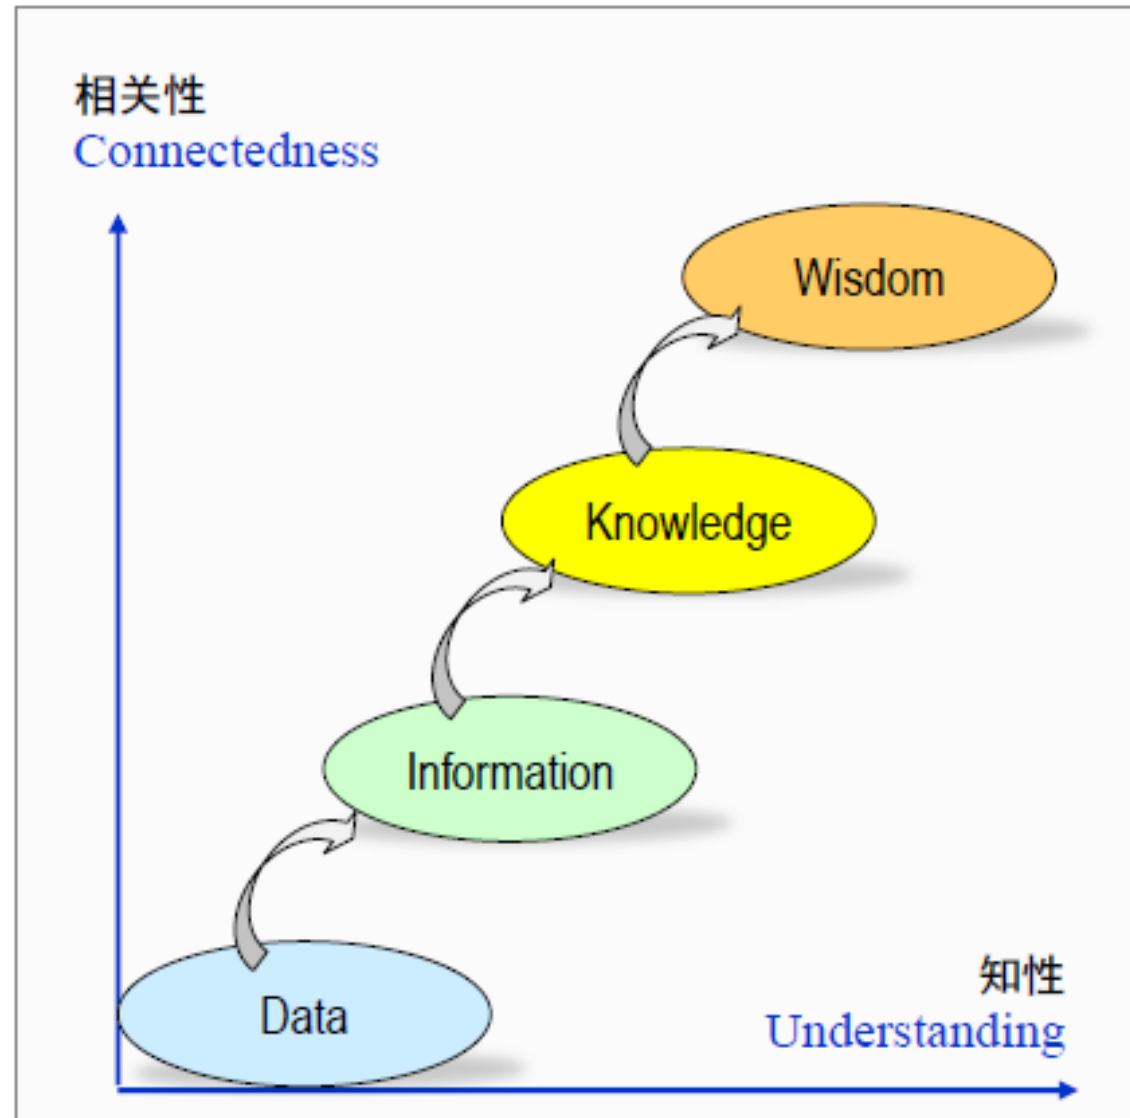 相关性
Connectedness
Wisdom
Knowledge
Information
Data
知性
Understanding